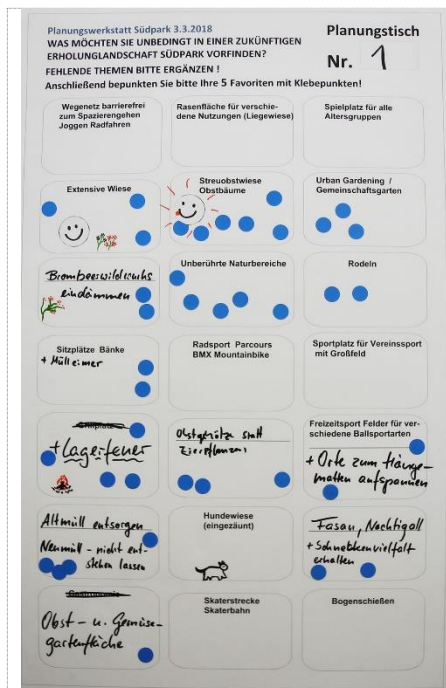 Planungswerkstatt Südpark 3.3.2018
WAS MÖCHTEN SIE UNBEDINGT IN EINER ZUKÜNFTIGEN
ERHOLUNGLANDSCHAFT SÜDPARK VORFINDEN?
FEHLENDE THEMEN BITTE ERGÄNZEN !
Anschließend bepunkten Sie bitte Ihre 5 Favoriten mit Klebepunkten!
Planungstisch
Nr. 1
Wegenetz barrierefrei
zum Spazierengehen
Joggen Radfahren
Rasenfläche für verschie-
dene Nutzungen (Liegewiese)
Spielplatz für alle
Altersgruppen
Extensive Wiese
Streuobstwiese
Obstbäume
Urban Gardening /
Gemeinschaftsgarten
Brombeerwildwuchs
eindämmen
Unberührte Naturbereiche
Rodeln
Sitzplätze Bänke
+ Mülleimer
Radsport Parcours
BMX Mountainbike
Sportplatz für Vereinssport
mit Großfeld
+ Lagerfeuer
Obstgehölze statt
Zierpflanzen
Freizeitsport Felder für ver-
schiedene Ballsportarten
+ Orte zum Hänge-
matten aufspannen
Altmüll entsorgen
Neumüll - nicht ent-
stehen lassen
Hundewiese
(eingezäunt)
Fasan, Nachtigall
+ Schnabelvielfalt
erhalten
Obst - u. Gemüse-
gartenfläche
Skaterstrecke
Skaterbahn
Bogenschießen